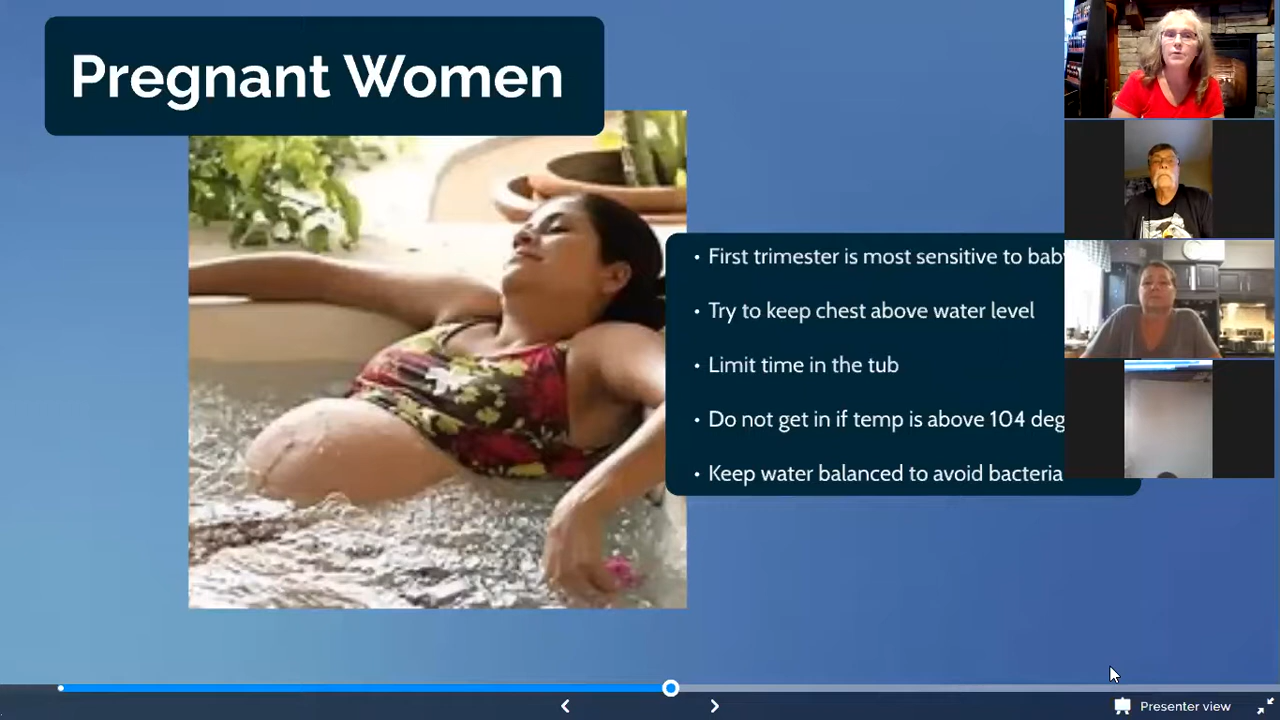 Pregnant Women
• First trimester is most sensitive to baby
• Try to keep chest above water level
• Limit time in the tub
• Do not get in if temp is above 104 deg
• Keep water balanced to avoid bacteria
Presenter view